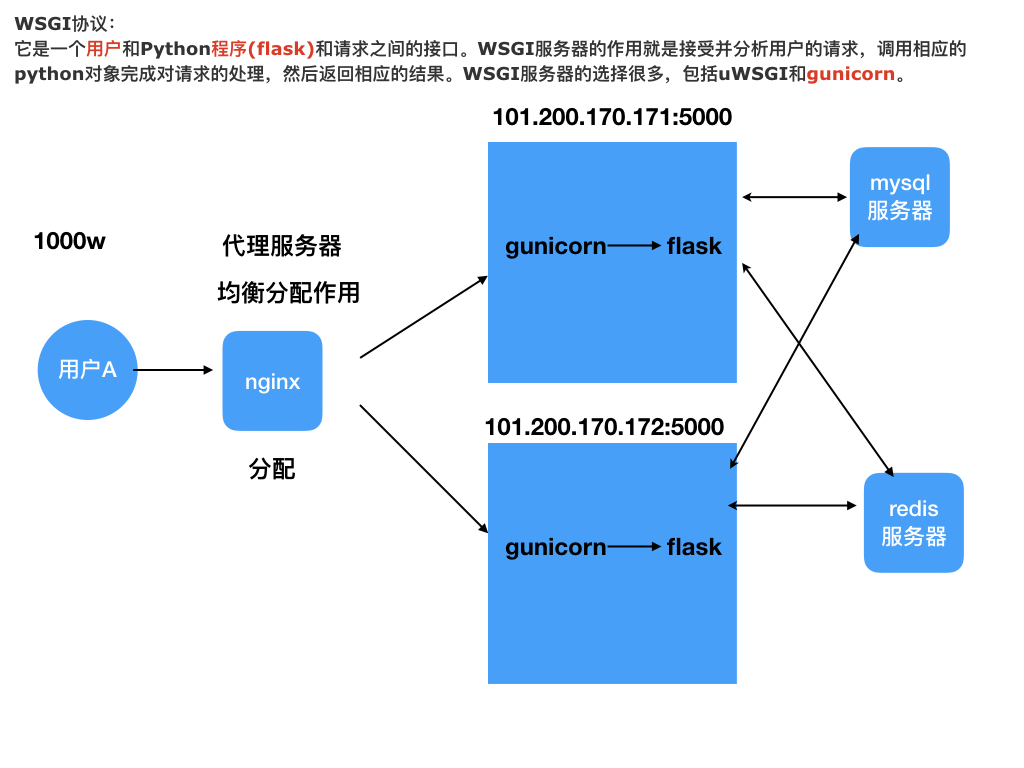 WSGI协议：
它是一个用户和Python程序(flask)和请求之间的接口。WSGI服务器的作用就是接受并分析用户的请求，调用相应的
python对象完成对请求的处理，然后返回相应的结果。WSGI服务器的选择很多，包括uWSGI和gunicorn。
101.200.170.171:5000
mysql
服务器
1000w
代理服务器
gunicorn
flask
均衡分配作用
用户A
nginx
101.200.170.172:5000
分配
redis
服务器
gunicorn
flask